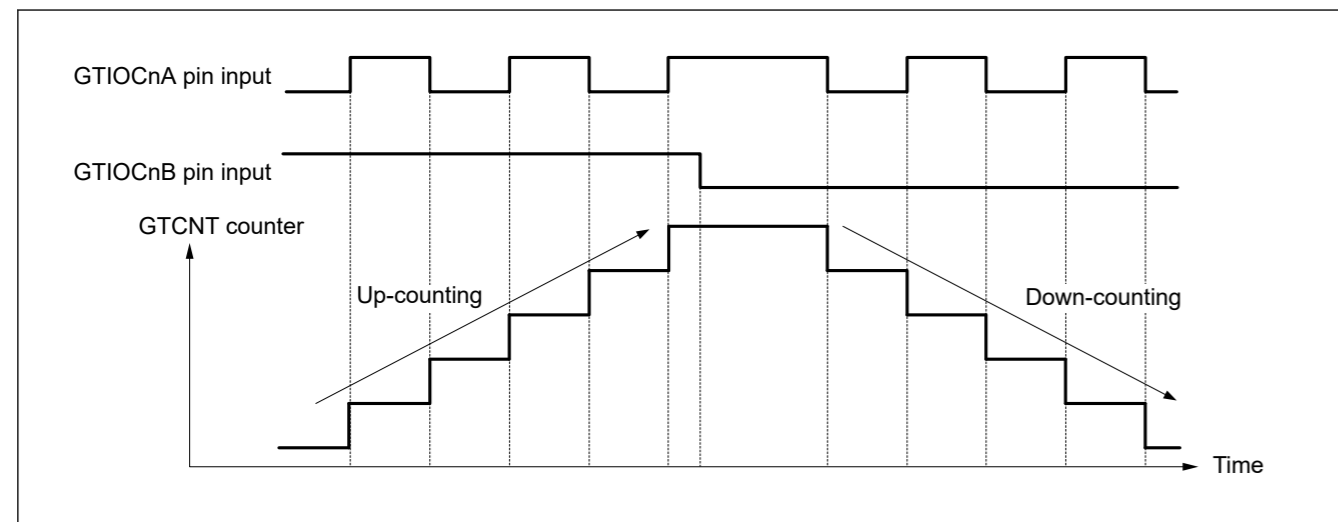 GTIOCnA pin input
GTIOCnB pin input
GTCNT counter
Up-counting
Down-counting
Time